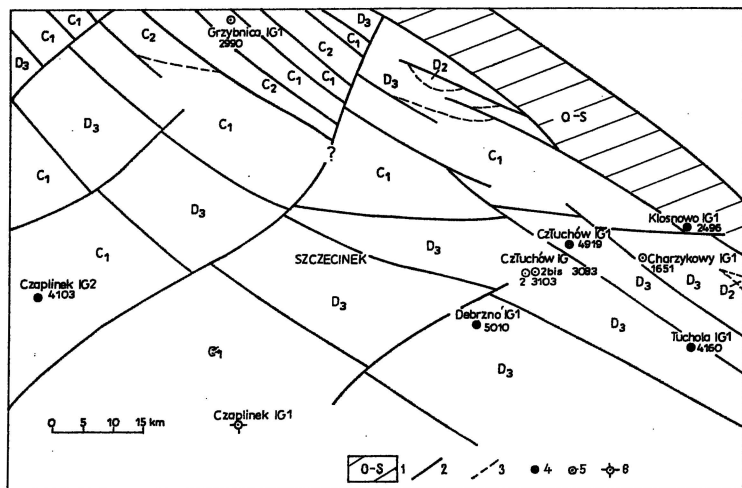 C₁
C₁
C₂
Grzybnica IG1
2990
D₃
C₁
C₂
C₁
C₁
D₃
C₁
C₂
C₁
D₃
D₂
O-S
D₃
C₁
C₁
?
C₁
C₁
D₃
Kłosnowo IG1
2496
C₁
D₃
Człuchów IG1
4919
Charzykowy IG1
1651
SZCZECINEK
Człuchów IG
2bis 3083
2 3103
D₃
D₃
D₂
Czaplinek IG2
4103
D₃
D₃
Debrzno IG1
5010
Tuchola IG1
4160
C₁
D₃
Czaplinek IG1
0 5 10 15 km
O-S 1 2 3 4 5 6